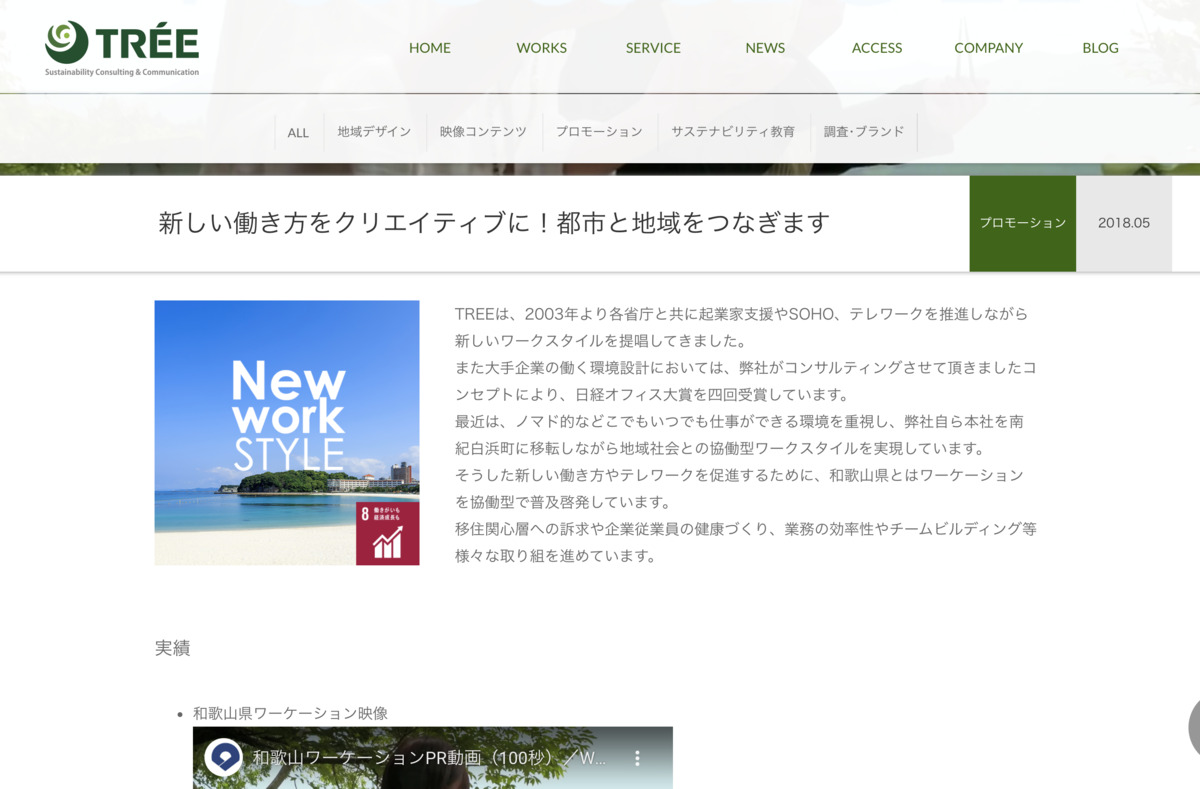 TRÉE
Sustainability Consulting & Communication
HOME
WORKS
SERVICE
NEWS
ACCESS
COMPANY
BLOG
ALL
地域デザイン
映像コンテンツ
プロモーション
サステナビリティ教育
調査･ブランド
新しい働き方をクリエイティブに！都市と地域をつなぎます
プロモーション
2018.05
New
work
STYLE
8 働きがいも
経済成長も
TREEは、2003年より各省庁と共に起業家支援やSOHO、テレワークを推進しながら
新しいワークスタイルを提唱してきました。
また大手企業の働く環境設計においては、弊社がコンサルティングさせて頂きましたコ
ンセプトにより、日経オフィス大賞を四回受賞しています。
最近は、ノマド的などこでもいつでも仕事ができる環境を重視し、弊社自ら本社を南
紀白浜町に移転しながら地域社会との協働型ワークスタイルを実現しています。
そうした新しい働き方やテレワークを促進するために、和歌山県とはワーケーション
を協働型で普及啓発しています。
移住関心層への訴求や企業従業員の健康づくり、業務の効率性やチームビルディング等
様々な取り組を進めています。
実績
和歌山県ワーケーション映像
和歌山ワーケーションPR動画（100秒）／W...